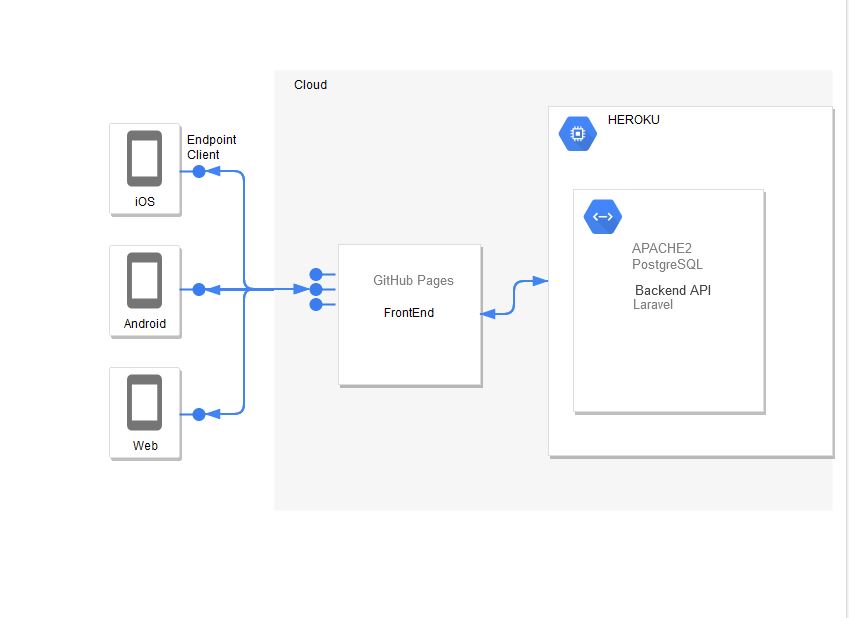 Cloud
HEROKU
Endpoint
Client
iOS
APACHE2
PostgreSQL
GitHub Pages
Backend API
Laravel
FrontEnd
Android
Web